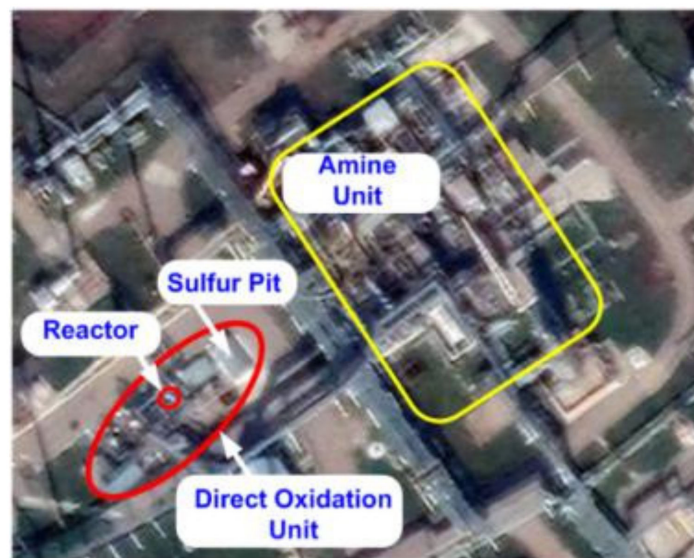 Amine
Unit
Sulfur Pit
Reactor
Direct Oxidation
Unit